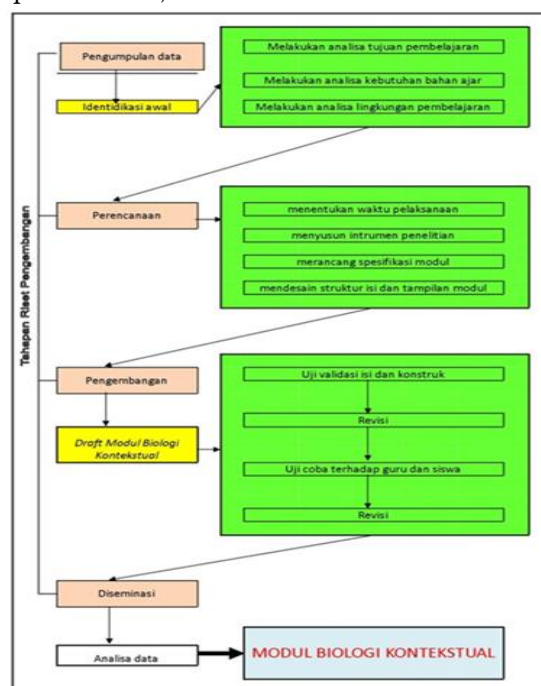 Tahapan Riset Pengembangan
Pengumpulan data
Identidikasi awal
Melakukan analisa tujuan pembelajaran
Melakukan analisa kebutuhan bahan ajar
Melakukan analisa lingkungan pembelajaran
Perencanaan
menentukan waktu pelaksanaan
menyusun intrumen penelitian
merancang spesifikasi modul
mendesain struktur isi dan tampilan modul
Pengembangan
Draft Modul Biologi
Kontekstual
Uji validasi isi dan konstruk
Revisi
Uji coba terhadap guru dan siswa
Revisi
Diseminasi
Analisa data
MODUL BIOLOGI KONTEKSTUAL